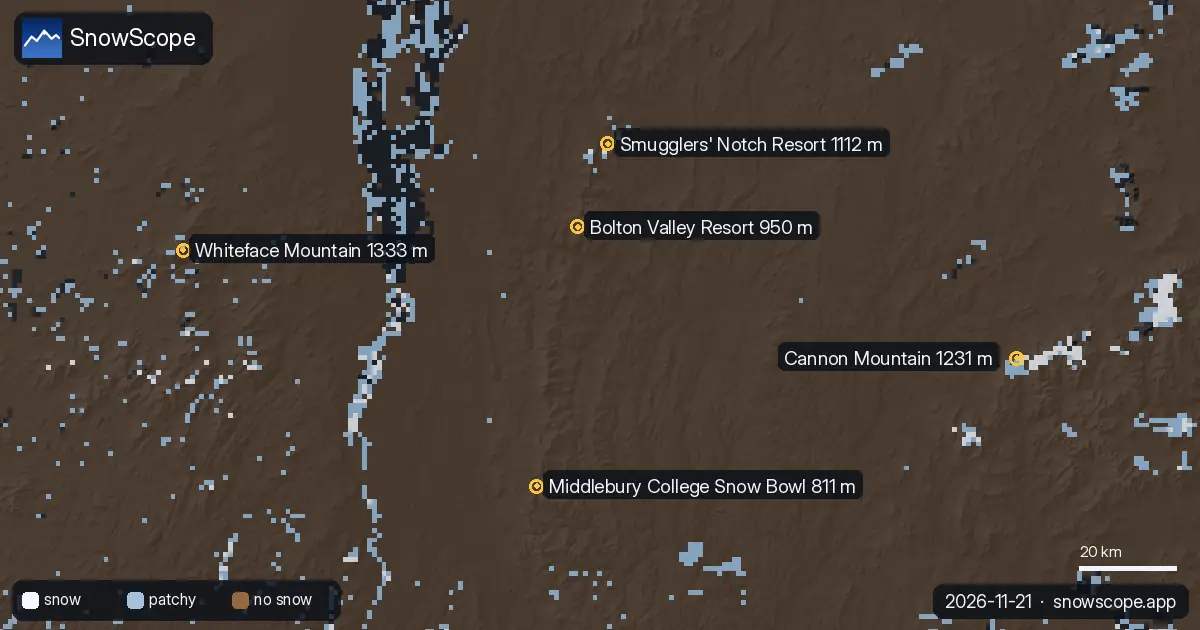 SnowScope
Smugglers' Notch Resort 1112 m
Bolton Valley Resort 950 m
Whiteface Mountain 1333 m
Cannon Mountain 1231 m
Middlebury College Snow Bowl 811 m
20 km
snow
patchy
no snow
2026-11-21 · snowscope.app